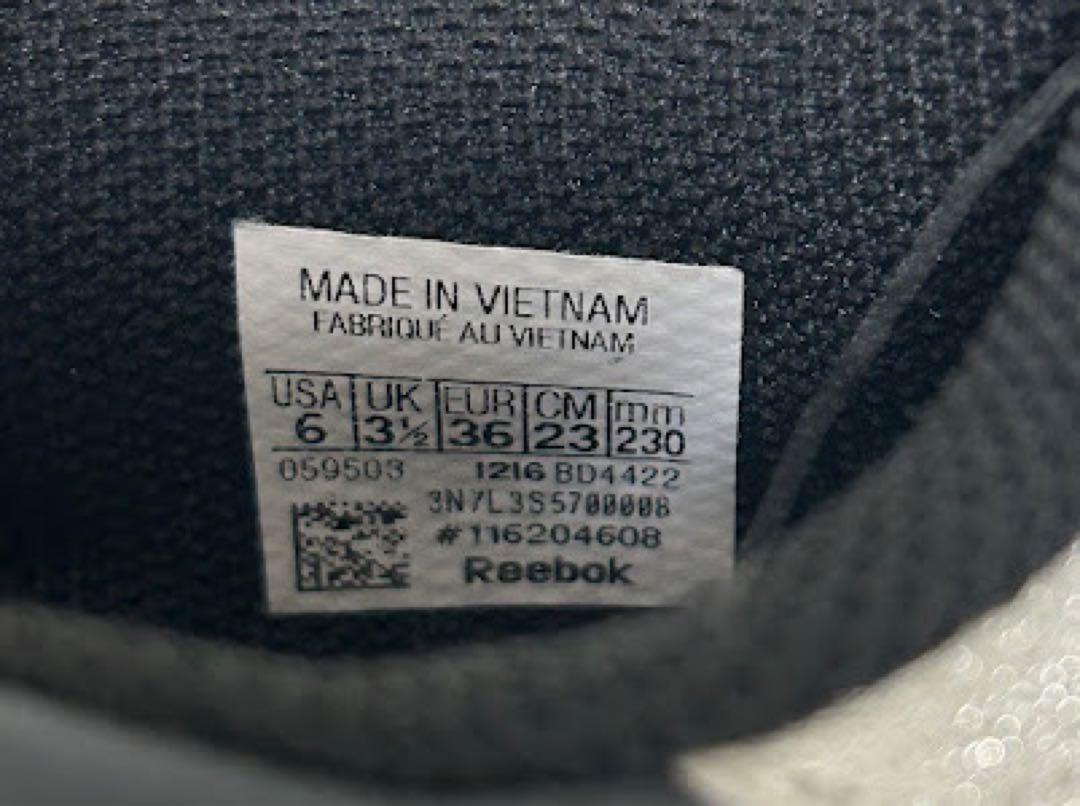 MADE IN VIETNAM
FABRIQUÉ AU VIETNAM
USA UK EUR CM mm
6 3½ 36 23 230
059503 1216 BD4422
3N7L3S5700008
#116204608
Reebok